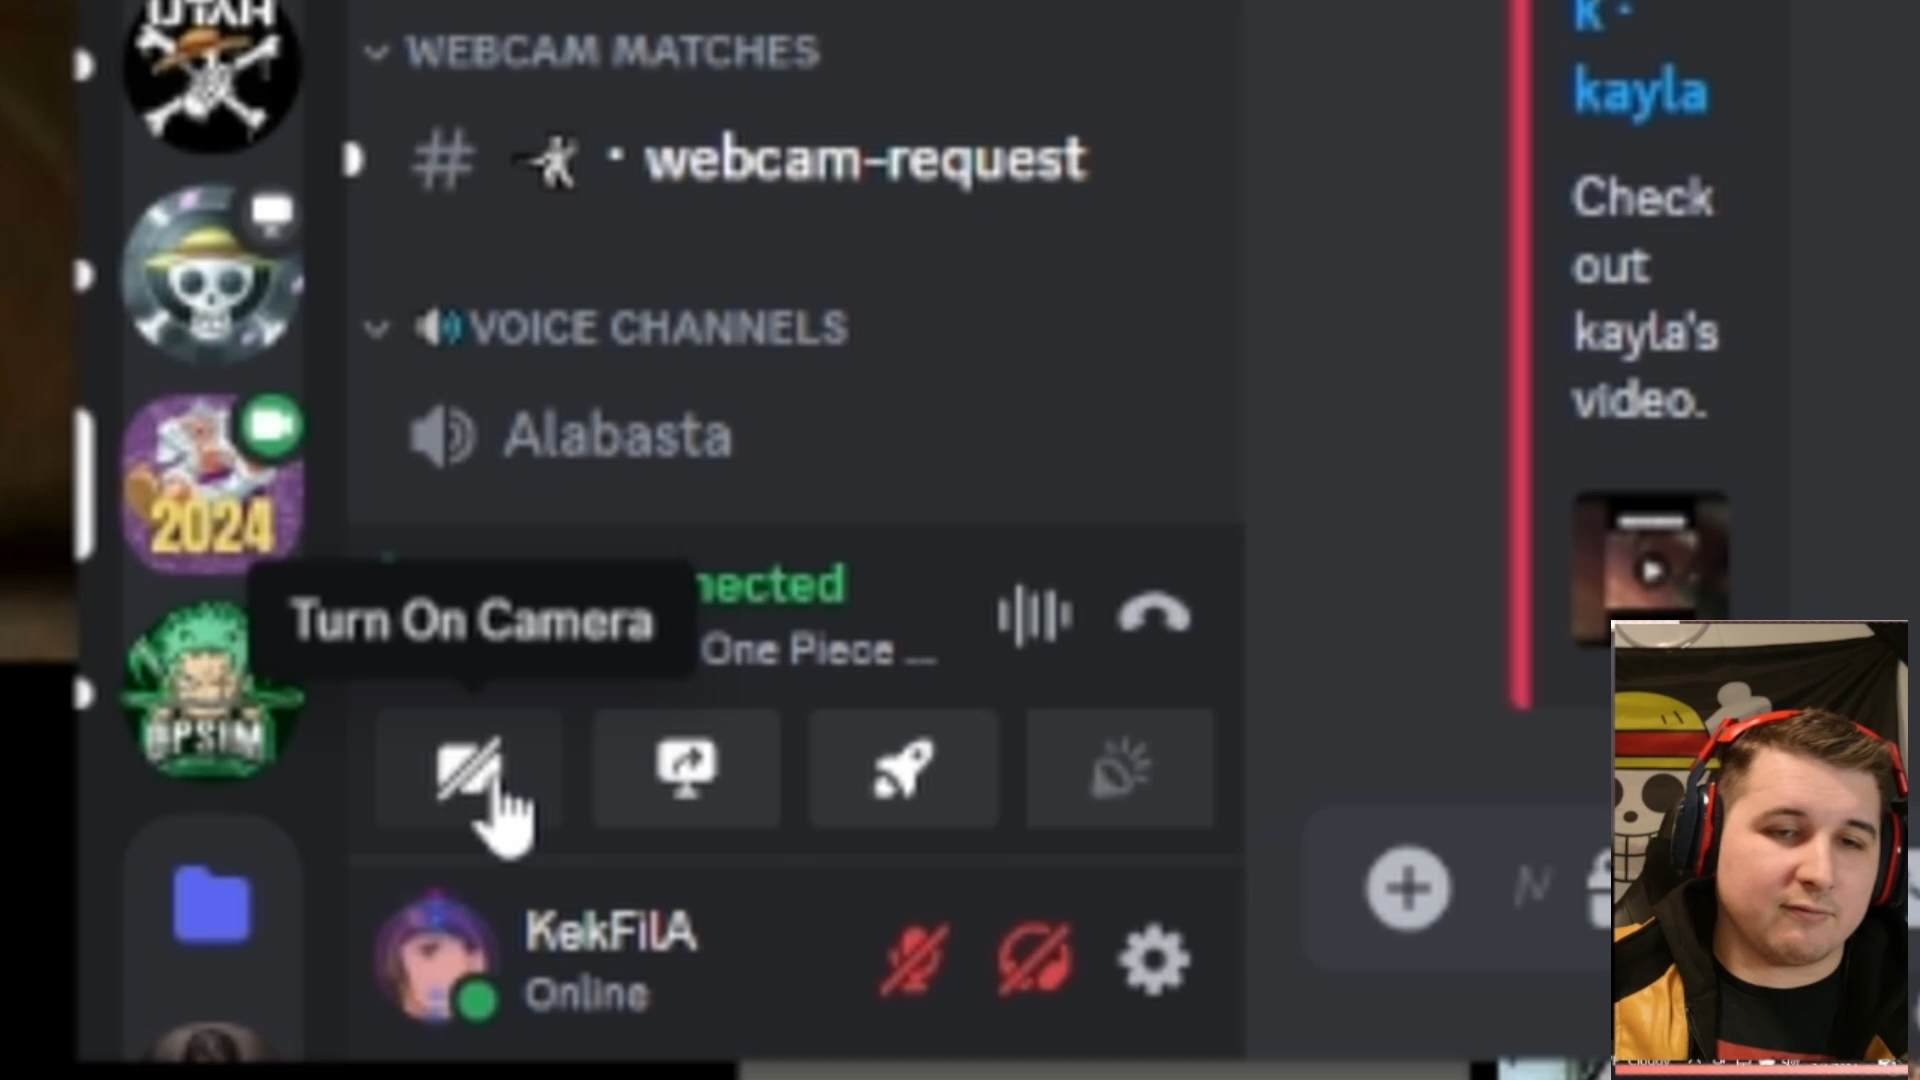 UTAH
WEBCAM MATCHES
# · webcam-request
VOICE CHANNELS
Alabasta
2024
Turn On Camera
nected
One Piece ...
@PSIM
KekFilA
Online
K ·
kayla
Check
out
kayla's
video.